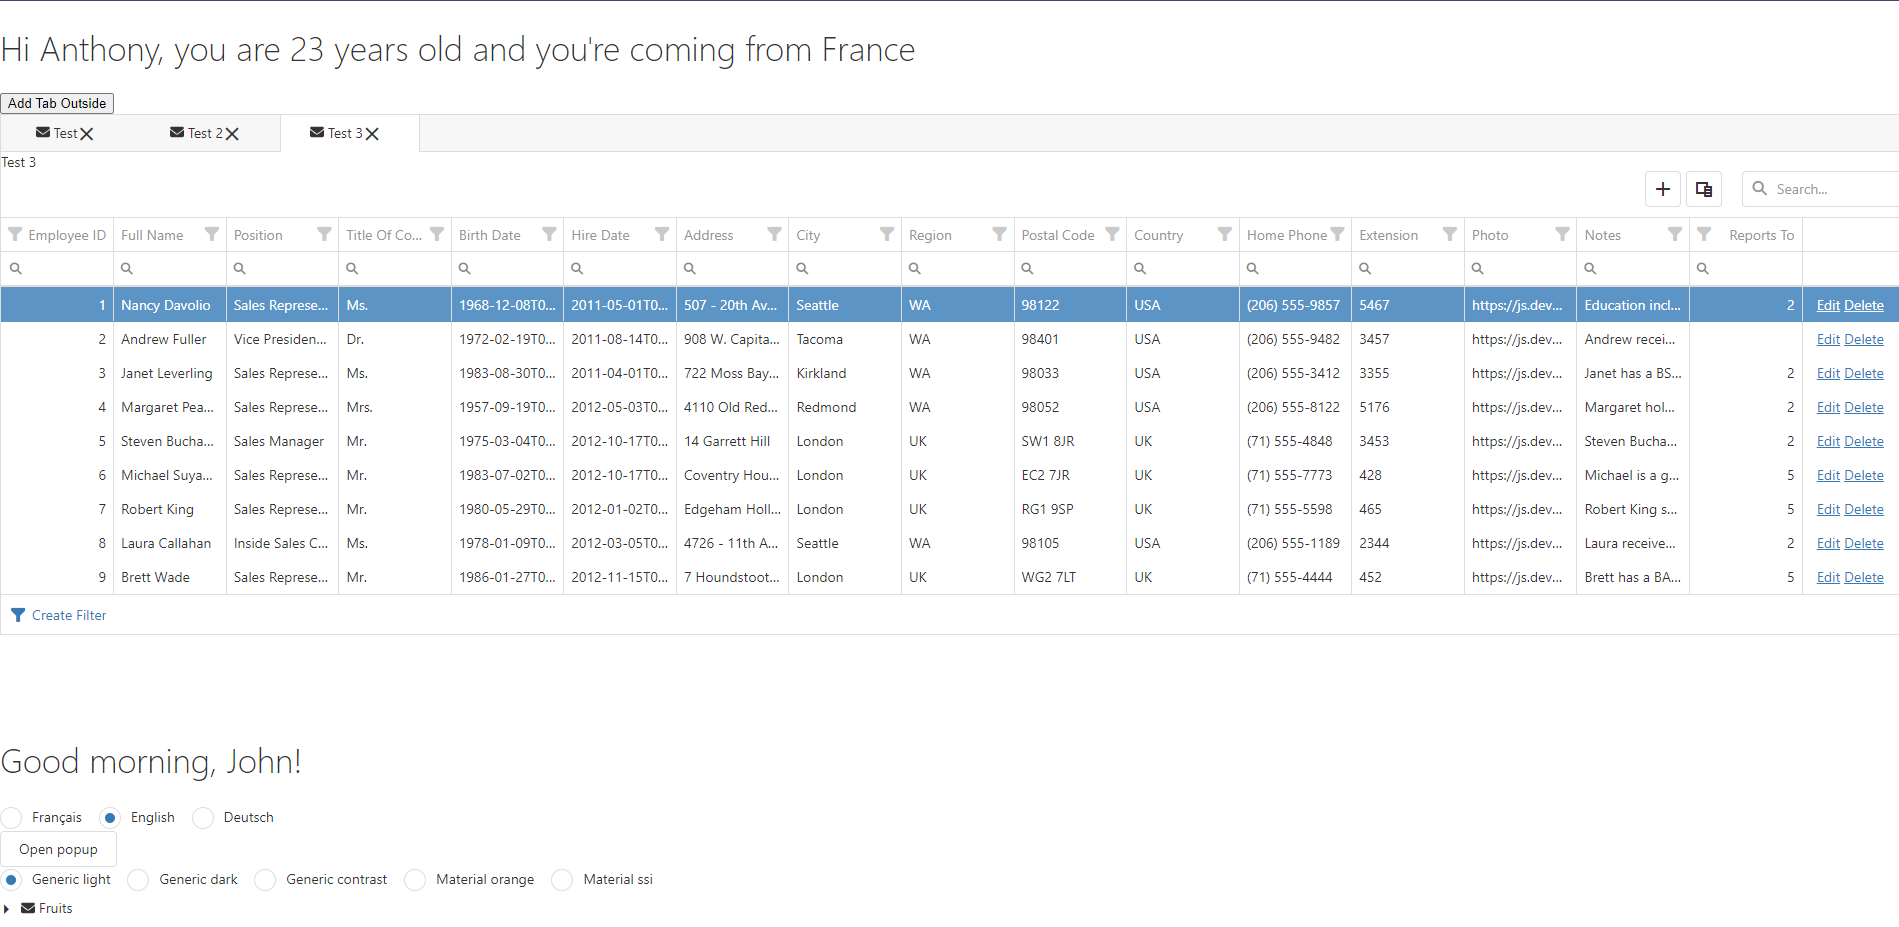 Hi Anthony, you are 23 years old and you're coming from France
Add Tab Outside
Test Test 2 Test 3
Test 3
Search...
Employee ID Full Name Position Title Of Co... Birth Date Hire Date Address City Region Postal Code Country Home Phone Extension Photo Notes Reports To
1 Nancy Davolio Sales Represe... Ms. 1968-12-08T0... 2011-05-01T0... 507 - 20th Av... Seattle WA 98122 USA (206) 555-9857 5467 https://js.dev... Education incl... 2 Edit Delete
2 Andrew Fuller Vice Presiden... Dr. 1972-02-19T0... 2011-08-14T0... 908 W. Capita... Tacoma WA 98401 USA (206) 555-9482 3457 https://js.dev... Andrew recei... Edit Delete
3 Janet Leverling Sales Represe... Ms. 1983-08-30T0... 2011-04-01T0... 722 Moss Bay... Kirkland WA 98033 USA (206) 555-3412 3355 https://js.dev... Janet has a BS... 2 Edit Delete
4 Margaret Pea... Sales Represe... Mrs. 1957-09-19T0... 2012-05-03T0... 4110 Old Red... Redmond WA 98052 USA (206) 555-8122 5176 https://js.dev... Margaret hol... 2 Edit Delete
5 Steven Bucha... Sales Manager Mr. 1975-03-04T0... 2012-10-17T0... 14 Garrett Hill London UK SW1 8JR UK (71) 555-4848 3453 https://js.dev... Steven Bucha... 2 Edit Delete
6 Michael Suya... Sales Represe... Mr. 1983-07-02T0... 2012-10-17T0... Coventry Hou... London UK EC2 7JR UK (71) 555-7773 428 https://js.dev... Michael is a g... 5 Edit Delete
7 Robert King Sales Represe... Mr. 1980-05-29T0... 2012-01-02T0... Edgeham Holl... London UK RG1 9SP UK (71) 555-5598 465 https://js.dev... Robert King s... 5 Edit Delete
8 Laura Callahan Inside Sales C... Ms. 1978-01-09T0... 2012-03-05T0... 4726 - 11th A... Seattle WA 98105 USA (206) 555-1189 2344 https://js.dev... Laura receive... 2 Edit Delete
9 Brett Wade Sales Represe... Mr. 1986-01-27T0... 2012-11-15T0... 7 Houndstoot... London UK WG2 7LT UK (71) 555-4444 452 https://js.dev... Brett has a BA... 5 Edit Delete
Create Filter
Good morning, John!
Français English Deutsch
Open popup
Generic light Generic dark Generic contrast Material orange Material ssi
Fruits